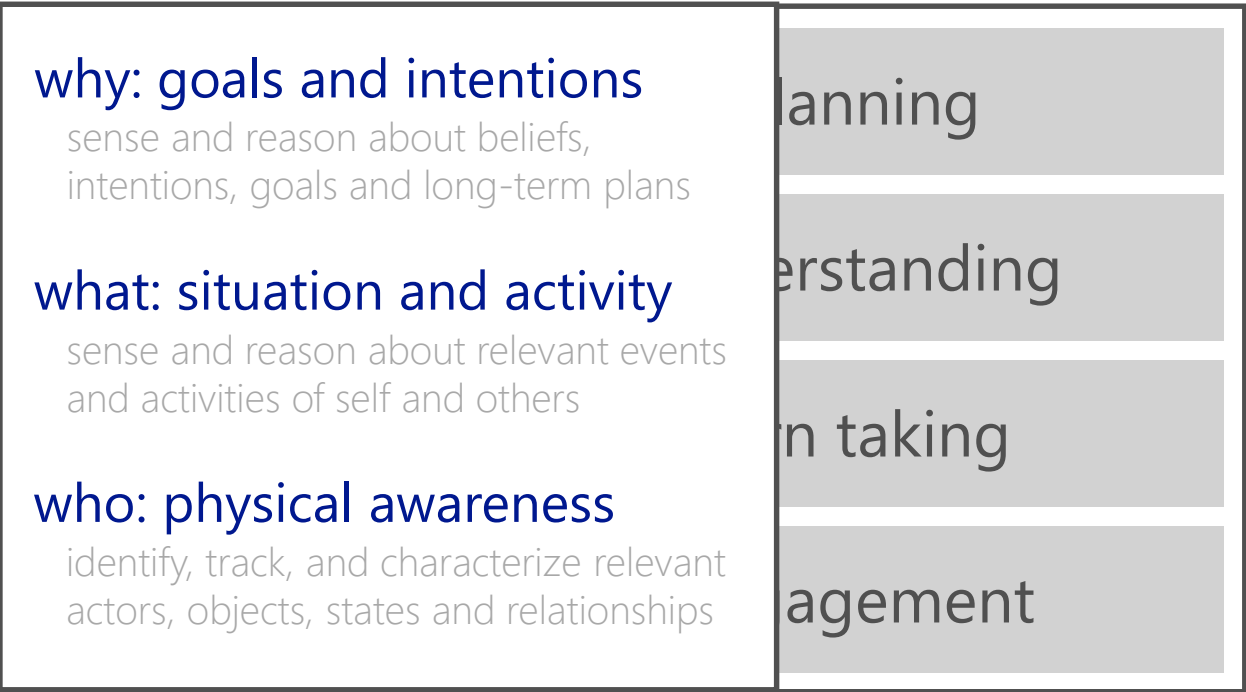 why: goals and intentions
sense and reason about beliefs,
intentions, goals and long-term plans
what: situation and activity
sense and reason about relevant events
and activities of self and others
who: physical awareness
identify, track, and characterize relevant
actors, objects, states and relationships
lanning
erstanding
n taking
agement